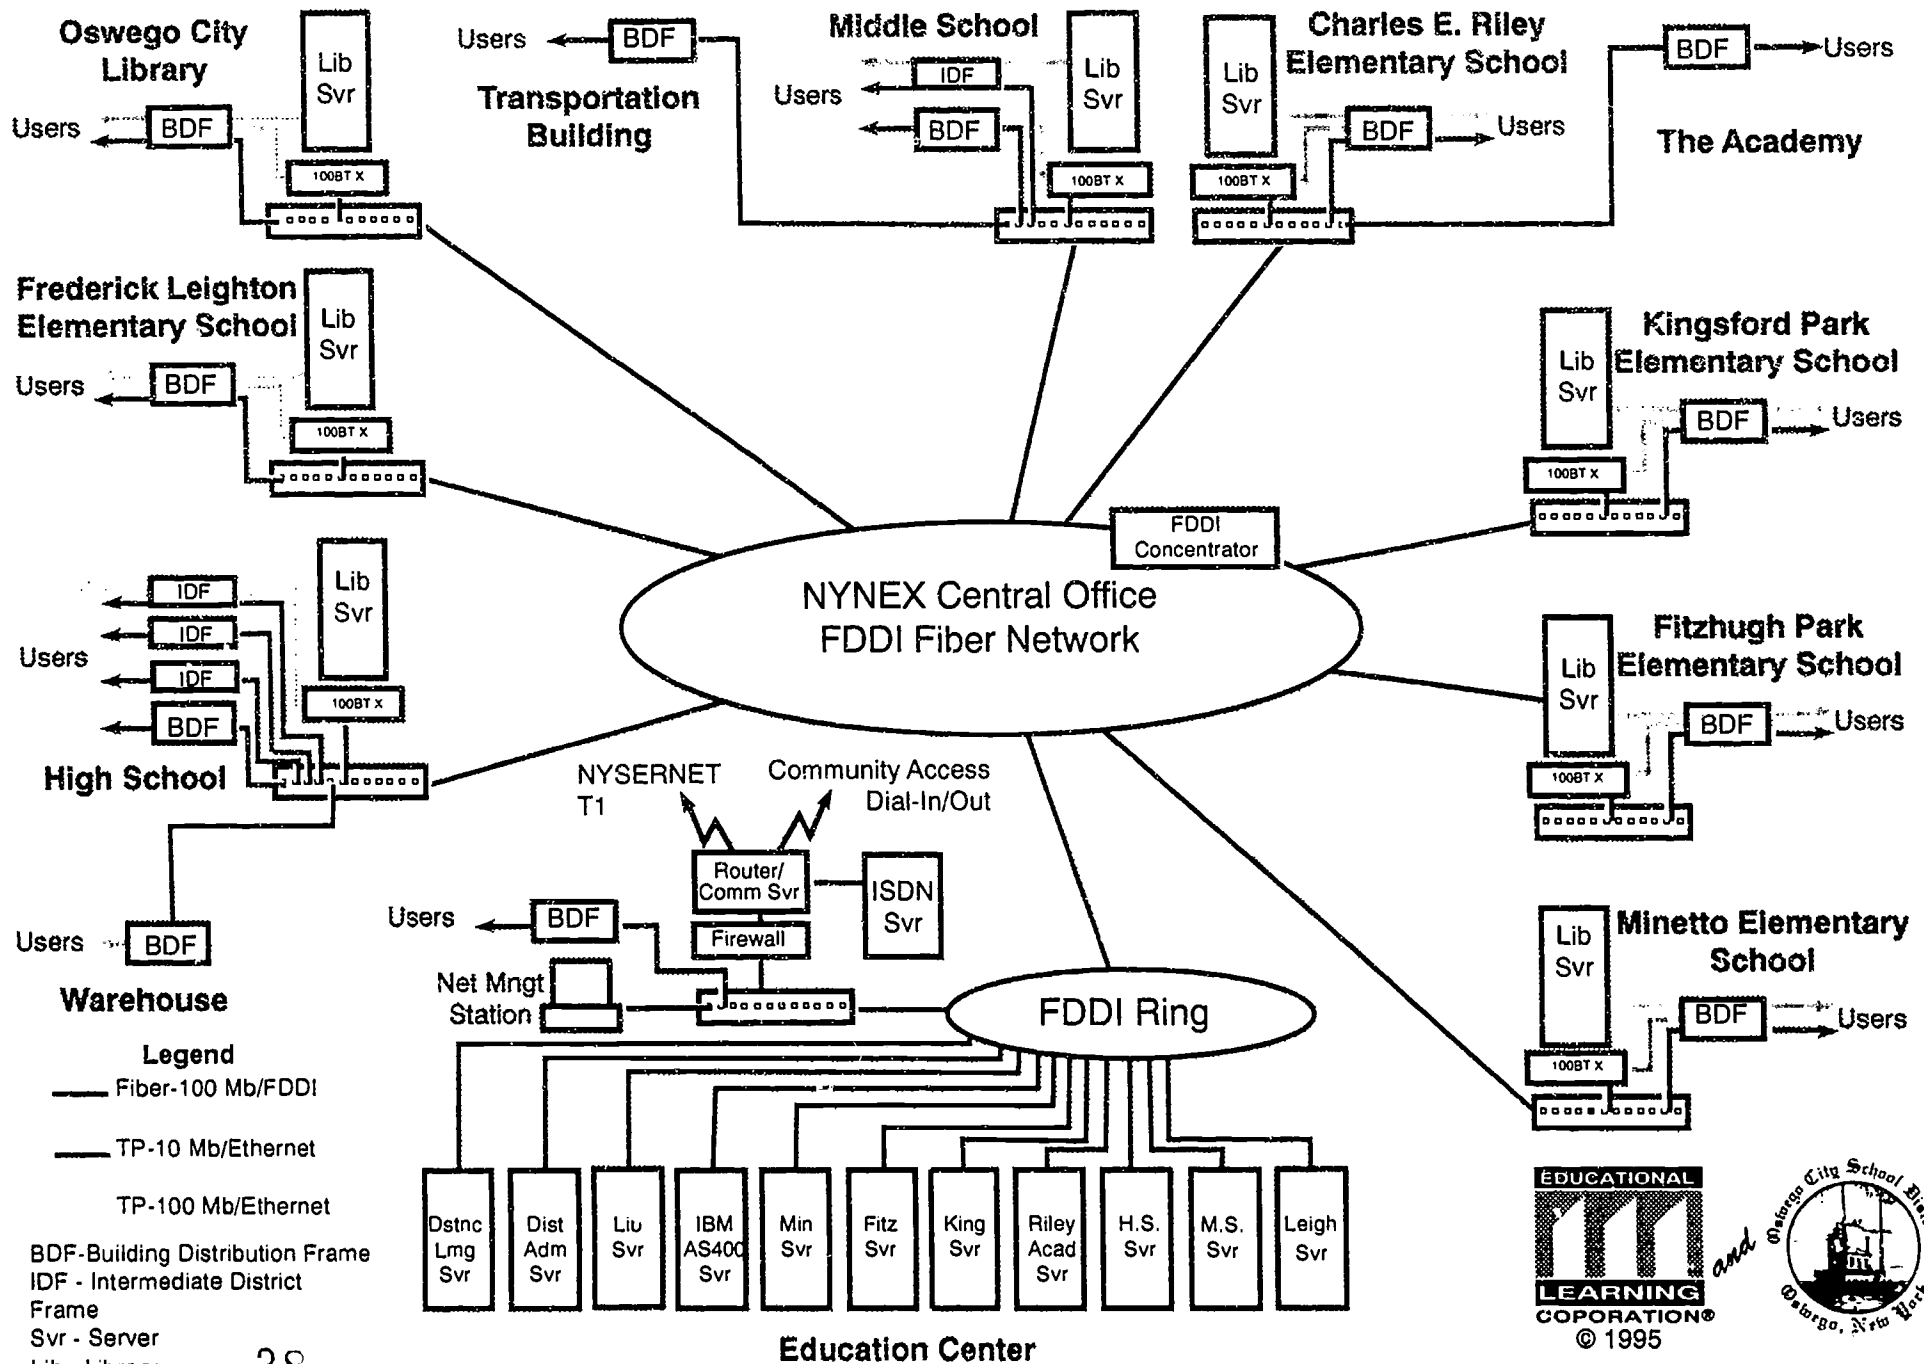 Oswego City
Library
Lib
Svr
Users
BDF
100BT X
Users
BDF
Transportation
Building
Middle School
Users
IDF
BDF
Lib
Svr
100BT X
Charles E. Riley
Elementary School
Lib
Svr
BDF
Users
100BT X
BDF
Users
The Academy
Frederick Leighton
Elementary School
Lib
Svr
Users
BDF
100BT X
Kingsford Park
Elementary School
Lib
Svr
BDF
Users
100BT X
FDDI
Concentrator
NYNEX Central Office
FDDI Fiber Network
IDF
IDF
Users
IDF
BDF
Lib
Svr
100BT X
High School
Fitzhugh Park
Elementary School
Lib
Svr
BDF
Users
100BT X
NYSERNET
T1
Community Access
Dial-In/Out
Router/
Comm Svr
ISDN
Svr
Firewall
Users
BDF
Net Mngt
Station
Users
BDF
Warehouse
FDDI Ring
Minetto Elementary
School
Lib
Svr
BDF
Users
100BT X
Legend
Fiber-100 Mb/FDDI
TP-10 Mb/Ethernet
TP-100 Mb/Ethernet
BDF-Building Distribution Frame
IDF - Intermediate District
Frame
Svr - Server
Dstnc
Lrng
Svr
Dist
Adm
Svr
Svr
IBM
AS400
Svr
Min
Svr
Fitz
Svr
King
Svr
Riley
Acad
Svr
H.S.
Svr
M.S.
Svr
Leigh
Svr
Education Center
EDUCATIONAL
LEARNING
COPORATION®
© 1995
and
Oswego City School
Oswego, New York
38